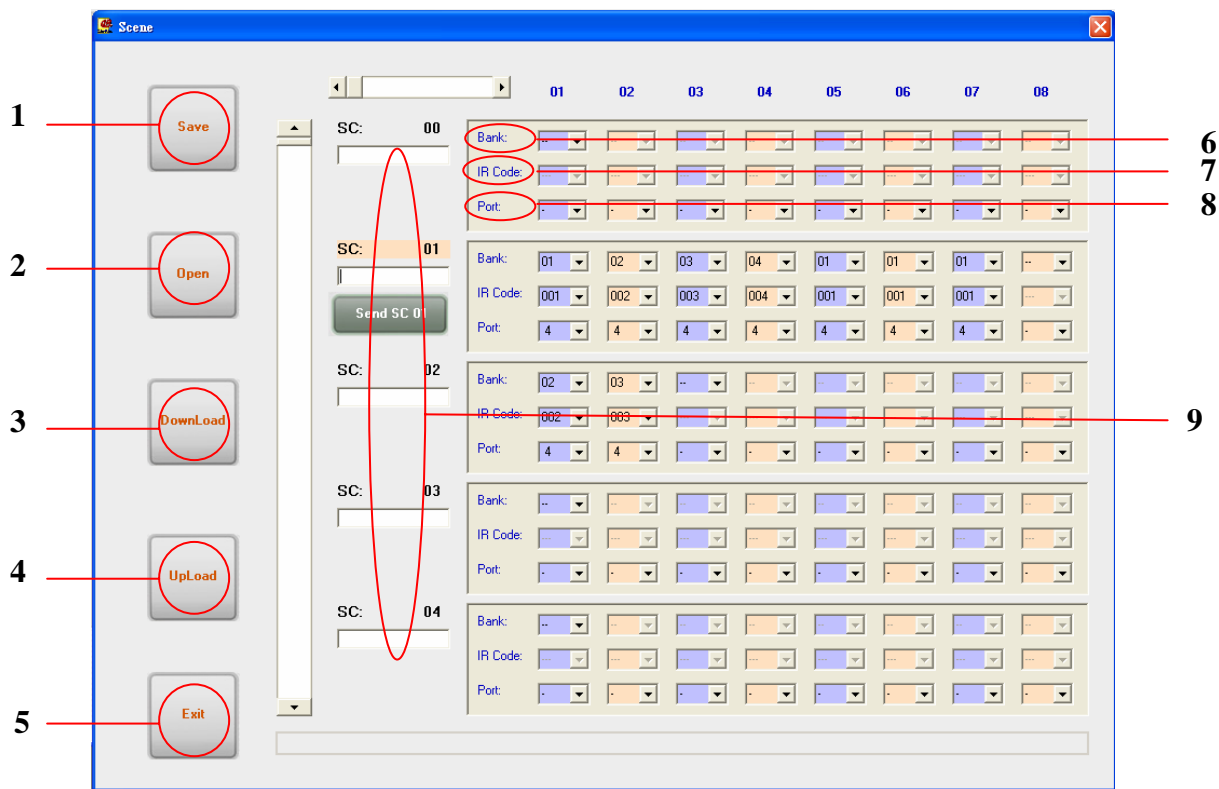 Scene
01 02 03 04 05 06 07 08
1 Save
SC: 00
Bank: -- -- -- -- -- -- -- -- 6
IR Code: --- --- --- --- --- --- --- --- 7
Port: - - - - - - - - 8
2 Open
SC: 01
Bank: 01 02 03 04 01 01 01 --
IR Code: 001 002 003 004 001 001 001 ---
Send SC 01
Port: 4 4 4 4 4 4 4 -
3 DownLoad
SC: 02
Bank: 02 03 -- -- -- -- -- --
IR Code: 002 003 --- --- --- --- --- --- 9
Port: 4 4 - - - - - -
4 UpLoad
SC: 03
Bank: -- -- -- -- -- -- -- --
IR Code: --- --- --- --- --- --- --- ---
Port: - - - - - - - -
5 Exit
SC: 04
Bank: -- -- -- -- -- -- -- --
IR Code: --- --- --- --- --- --- --- ---
Port: - - - - - - - -